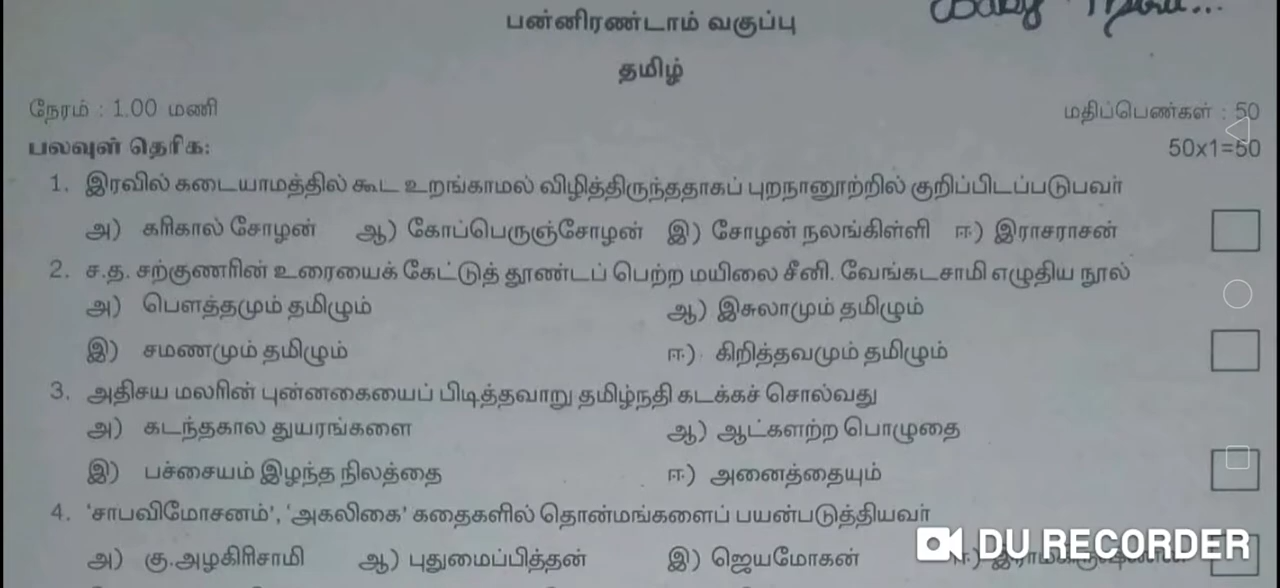 பன்னிரண்டாம் வகுப்பு
தமிழ்
நேரம் : 1.00 மணி மதிப்பெண்கள் : 50
பலவுள் தெரிக: 50x1=50
1. இரவில் கடையாமத்தில் கூட உறங்காமல் விழித்திருந்ததாகப் புறநானூற்றில் குறிப்பிடப்படுபவர்
அ) கரிகால் சோழன் ஆ) கோப்பெருஞ்சோழன் இ) சோழன் நலங்கிள்ளி ஈ) இராசராசன்
2. ச.த. சற்குணரின் உரையைக் கேட்டுத் தூண்டப் பெற்ற மயிலை சீனி. வேங்கடசாமி எழுதிய நூல்
அ) பௌத்தமும் தமிழும் ஆ) இசுலாமும் தமிழும்
இ) சமணமும் தமிழும் ஈ) கிறித்தவமும் தமிழும்
3. அதிசய மலரின் புன்னகையைப் பிடித்தவாறு தமிழ்நதி கடக்கச் சொல்வது
அ) கடந்தகால துயரங்களை ஆ) ஆட்களற்ற பொழுதை
இ) பச்சையம் இழந்த நிலத்தை ஈ) அனைத்தையும்
4. 'சாபவிமோசனம்', 'அகலிகை' கதைகளில் தொன்மங்களைப் பயன்படுத்தியவர்
அ) கு.அழகிரிசாமி ஆ) புதுமைப்பித்தன் இ) ஜெயமோகன் ஈ)
DU RECORDER